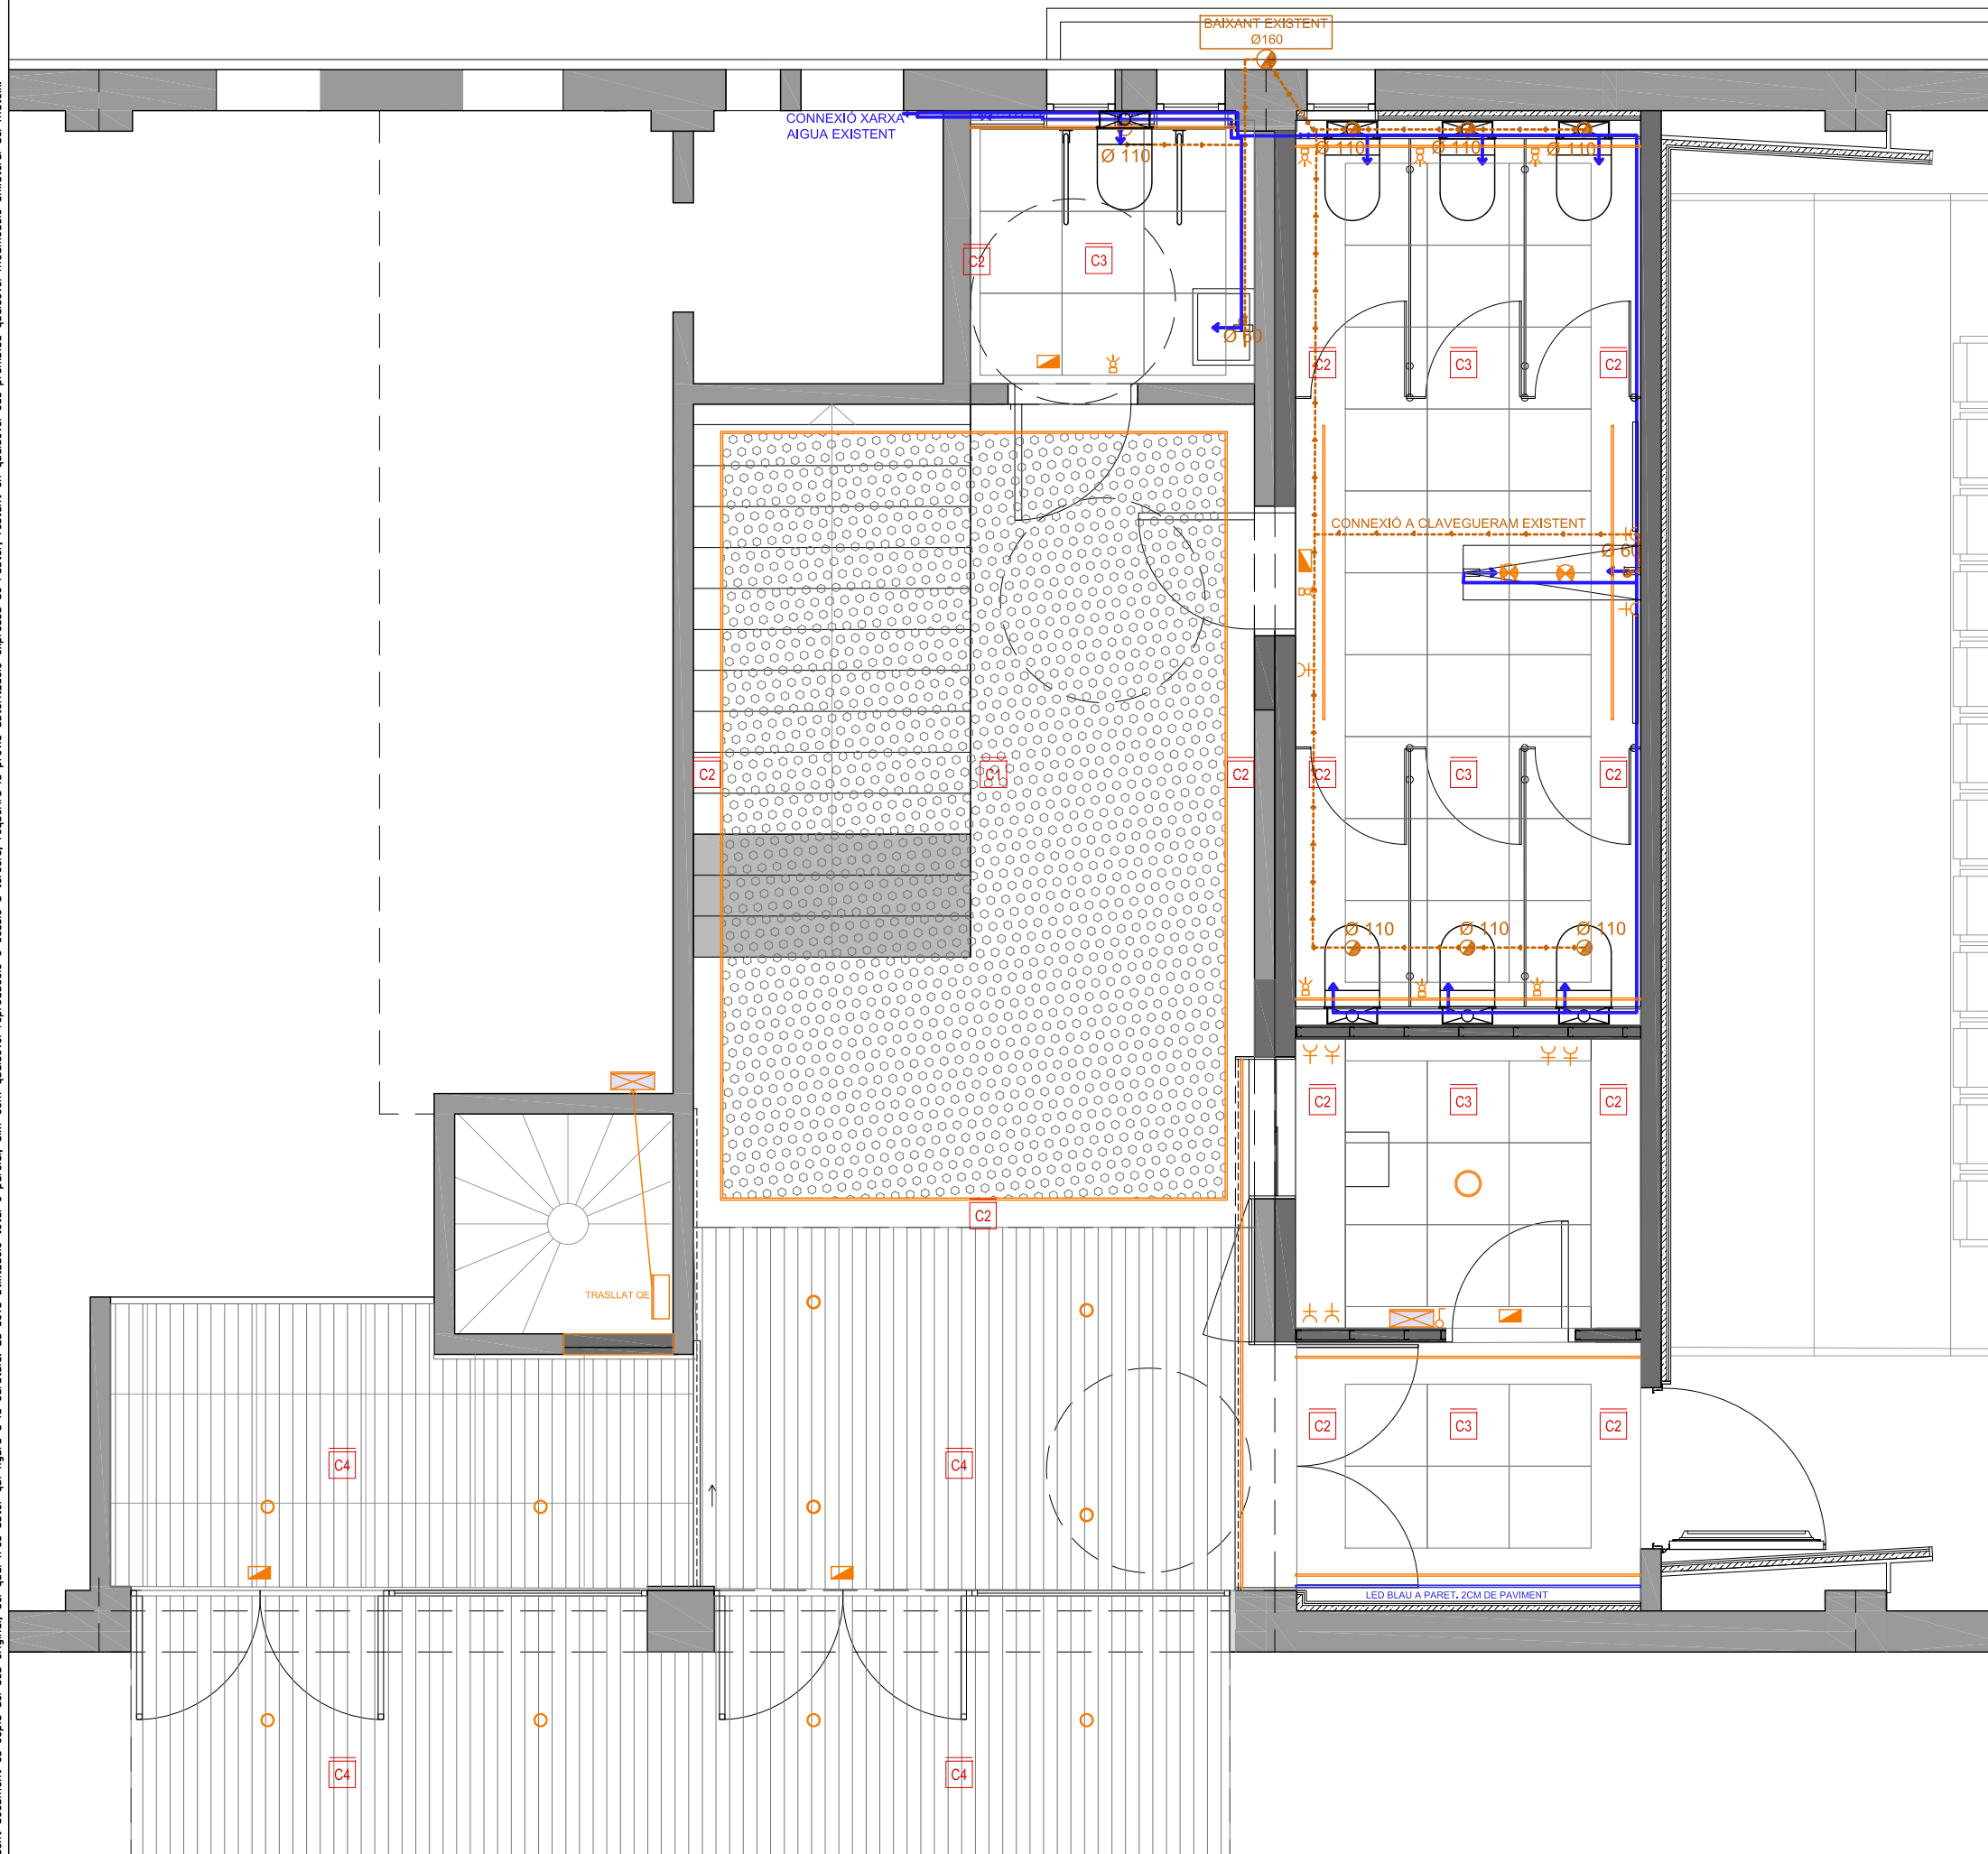 BAIXANT EXISTENT
Ø160
CONNEXIÓ XARXA
AIGUA EXISTENT
Ø 110
Ø 110
Ø 110
Ø 110
C2
C3
Ø 60
C2
C3
C2
CONNEXIÓ A CLAVEGUERAM EXISTENT
Ø 60
C2
C1
C2
C2
C3
C2
Ø 110
Ø 110
Ø 110
C2
C3
C2
C2
TRASLLAT QE
C2
C3
C2
C4
C4
LED BLAU A PARET. 2CM DE PAVIMENT
C4
C4